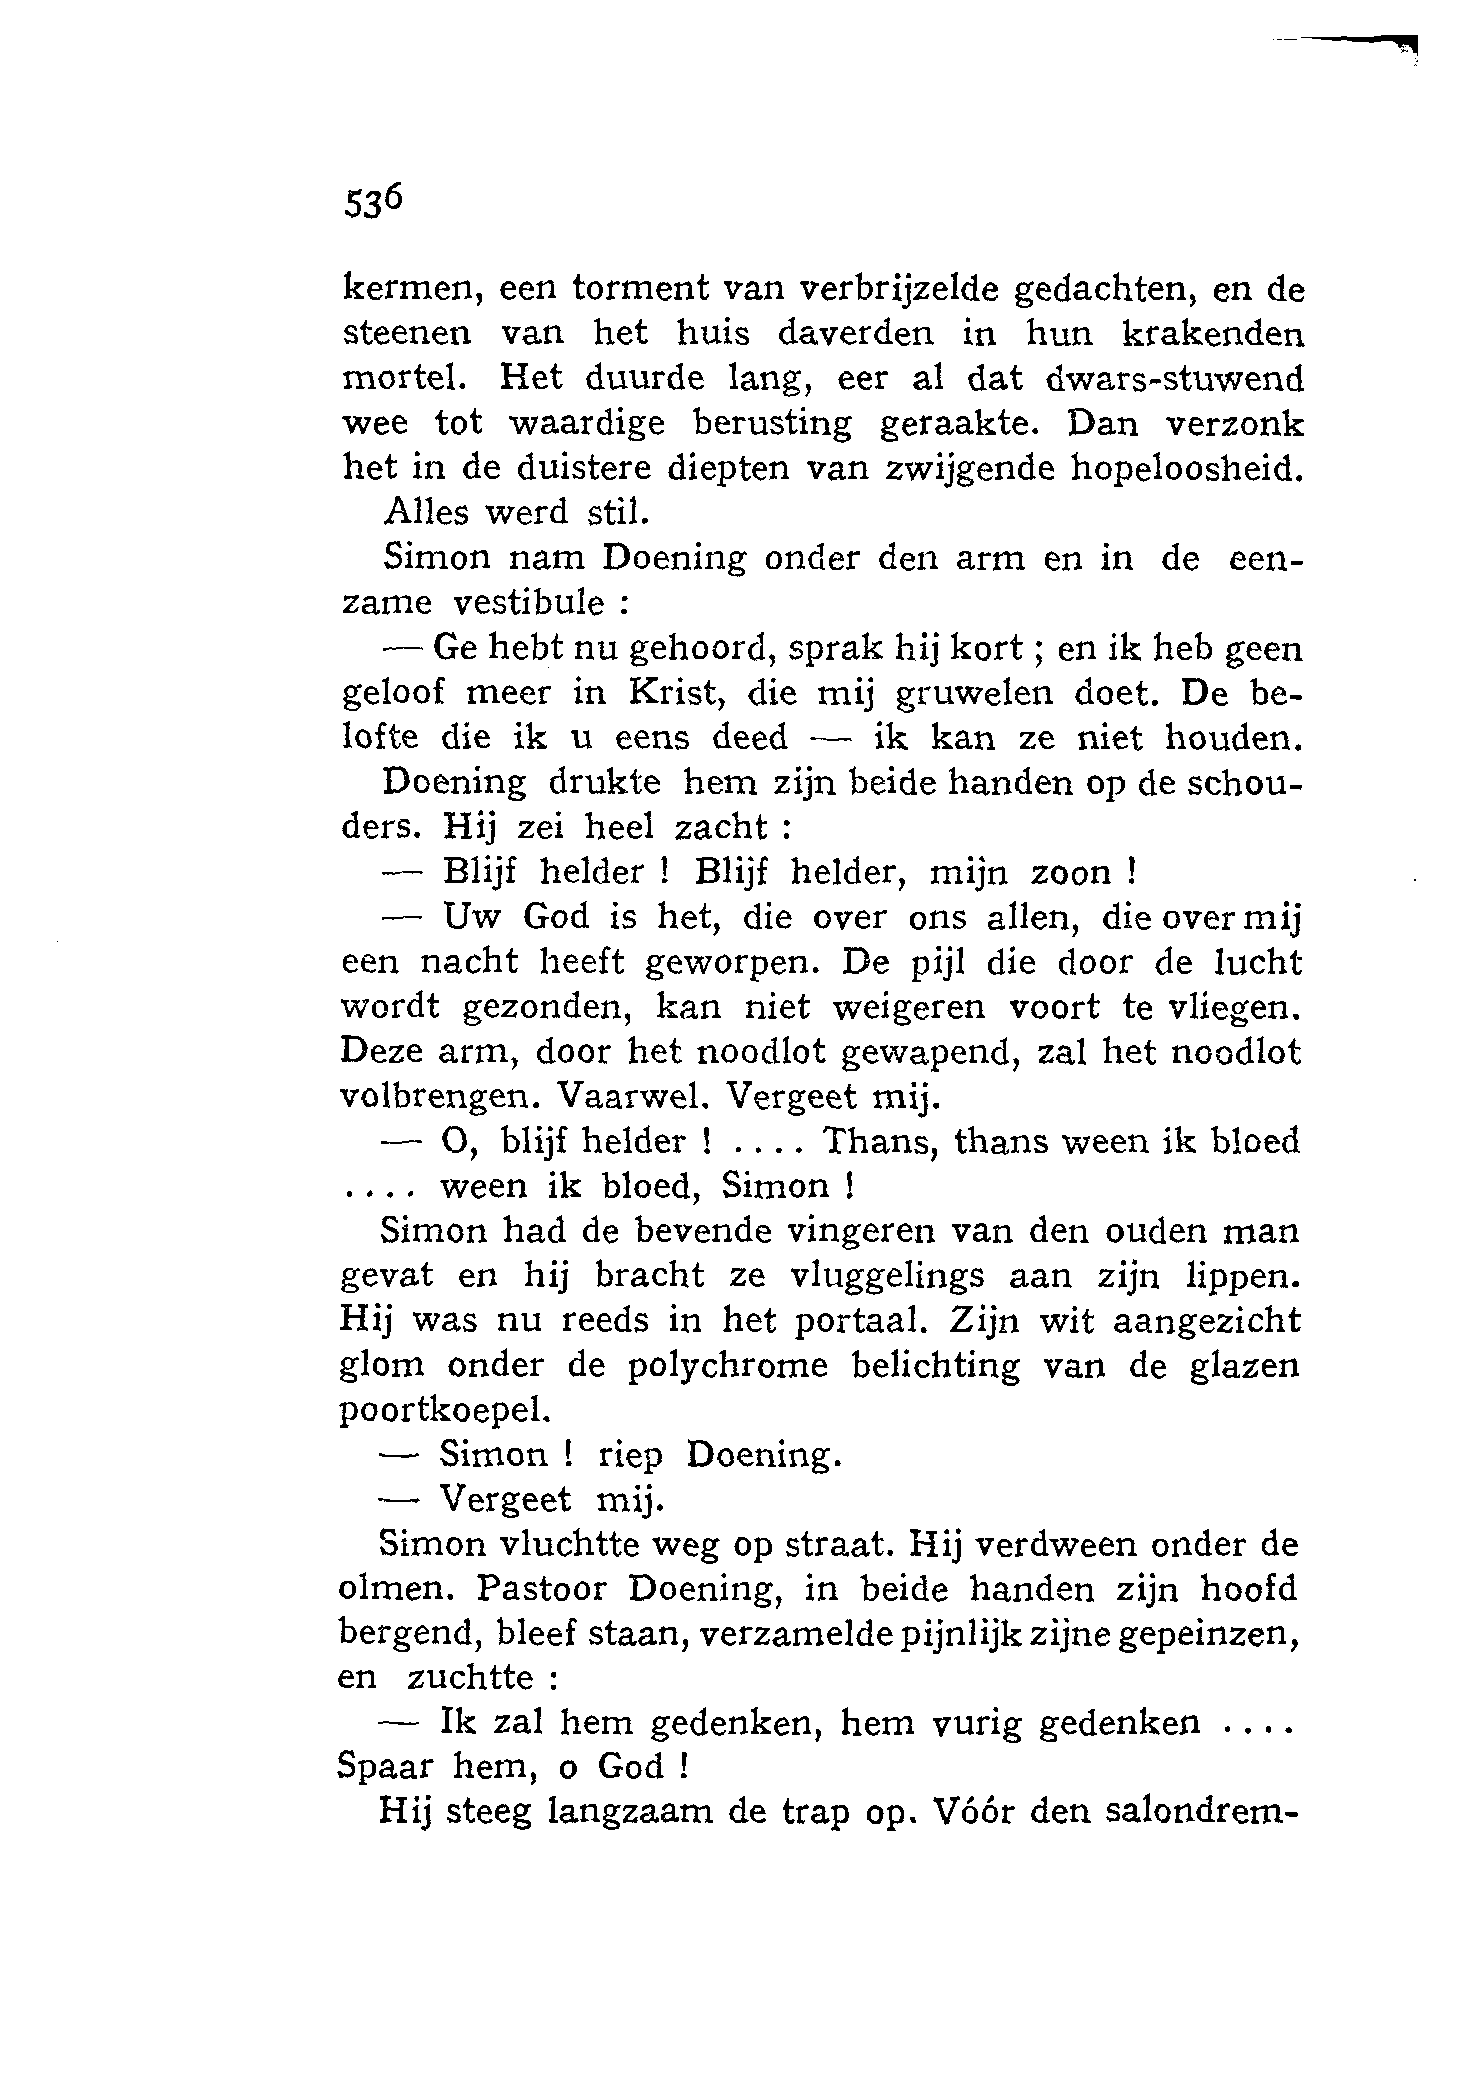 536
kermen, een torment van verbrijzelde gedachten, en de
steenen van het huis daverden in hun krakenden
mortel. Het duurde lang, eer al dat dwars-stuwend
wee tot waardige berusting geraakte. Dan verzonk
het in de duistere diepten van zwijgende hopeloosheid.
Alles werd stil.
Simon nam Doening onder den arm en in de een-
zame vestibule :
— Ge hebt nu gehoord, sprak hij kort ; en ik heb geen
geloof meer in Krist, die mij gruwelen doet. De be-
lofte die ik u eens deed — ik kan ze niet houden.
Doening drukte hem zijn beide handen op de schou-
ders. Hij zei heel zacht :
— Blijf helder ! Blijf helder, mijn zoon !
— Uw God is het, die over ons allen, die over mij
een nacht heeft geworpen. De pijl die door de lucht
wordt gezonden, kan niet weigeren voort te vliegen.
Deze arm, door het noodlot gewapend, zal het noodlot
volbrengen. Vaarwel. Vergeet mij.
— O, blijf helder ! .... Thans, thans ween ik bloed
.... ween ik bloed, Simon !
Simon had de bevende vingeren van den ouden man
gevat en hij bracht ze vluggelings aan zijn lippen.
Hij was nu reeds in het portaal. Zijn wit aangezicht
glom onder de polychrome belichting van de glazen
poortkoepel.
— Simon ! riep Doening.
— Vergeet mij.
Simon vluchtte weg op straat. Hij verdween onder de
olmen. Pastoor Doening, in beide handen zijn hoofd
bergend, bleef staan, verzamelde pijnlijk zijne gepeinzen,
en zuchtte :
— Ik zal hem gedenken, hem vurig gedenken ....
Spaar hem, o God !
Hij steeg langzaam de trap op. Vóór den salondrem-